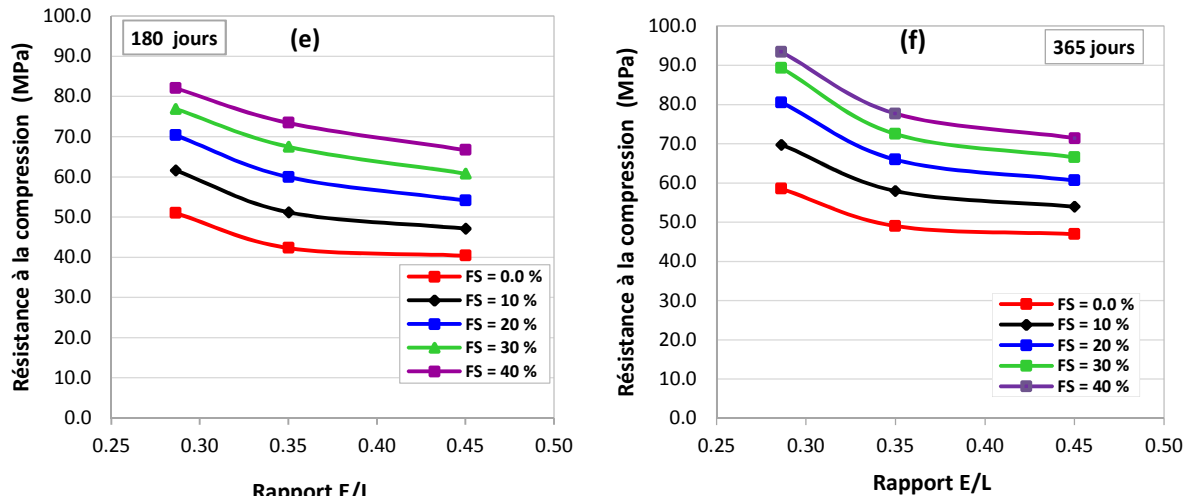 180 jours
(e)
Résistance à la compression (MPa)
100.0
90.0
80.0
70.0
60.0
50.0
40.0
30.0
20.0
10.0
0.0
FS = 0.0 %
FS = 10 %
FS = 20 %
FS = 30 %
FS = 40 %
0.25 0.30 0.35 0.40 0.45 0.50
Rapport E/L
(f)
365 jours
Résistance à la compression (MPa)
100.0
90.0
80.0
70.0
60.0
50.0
40.0
30.0
20.0
10.0
0.0
FS = 0.0 %
FS = 10 %
FS = 20 %
FS = 30 %
FS = 40 %
0.25 0.30 0.35 0.40 0.45 0.50
Rapport E/L